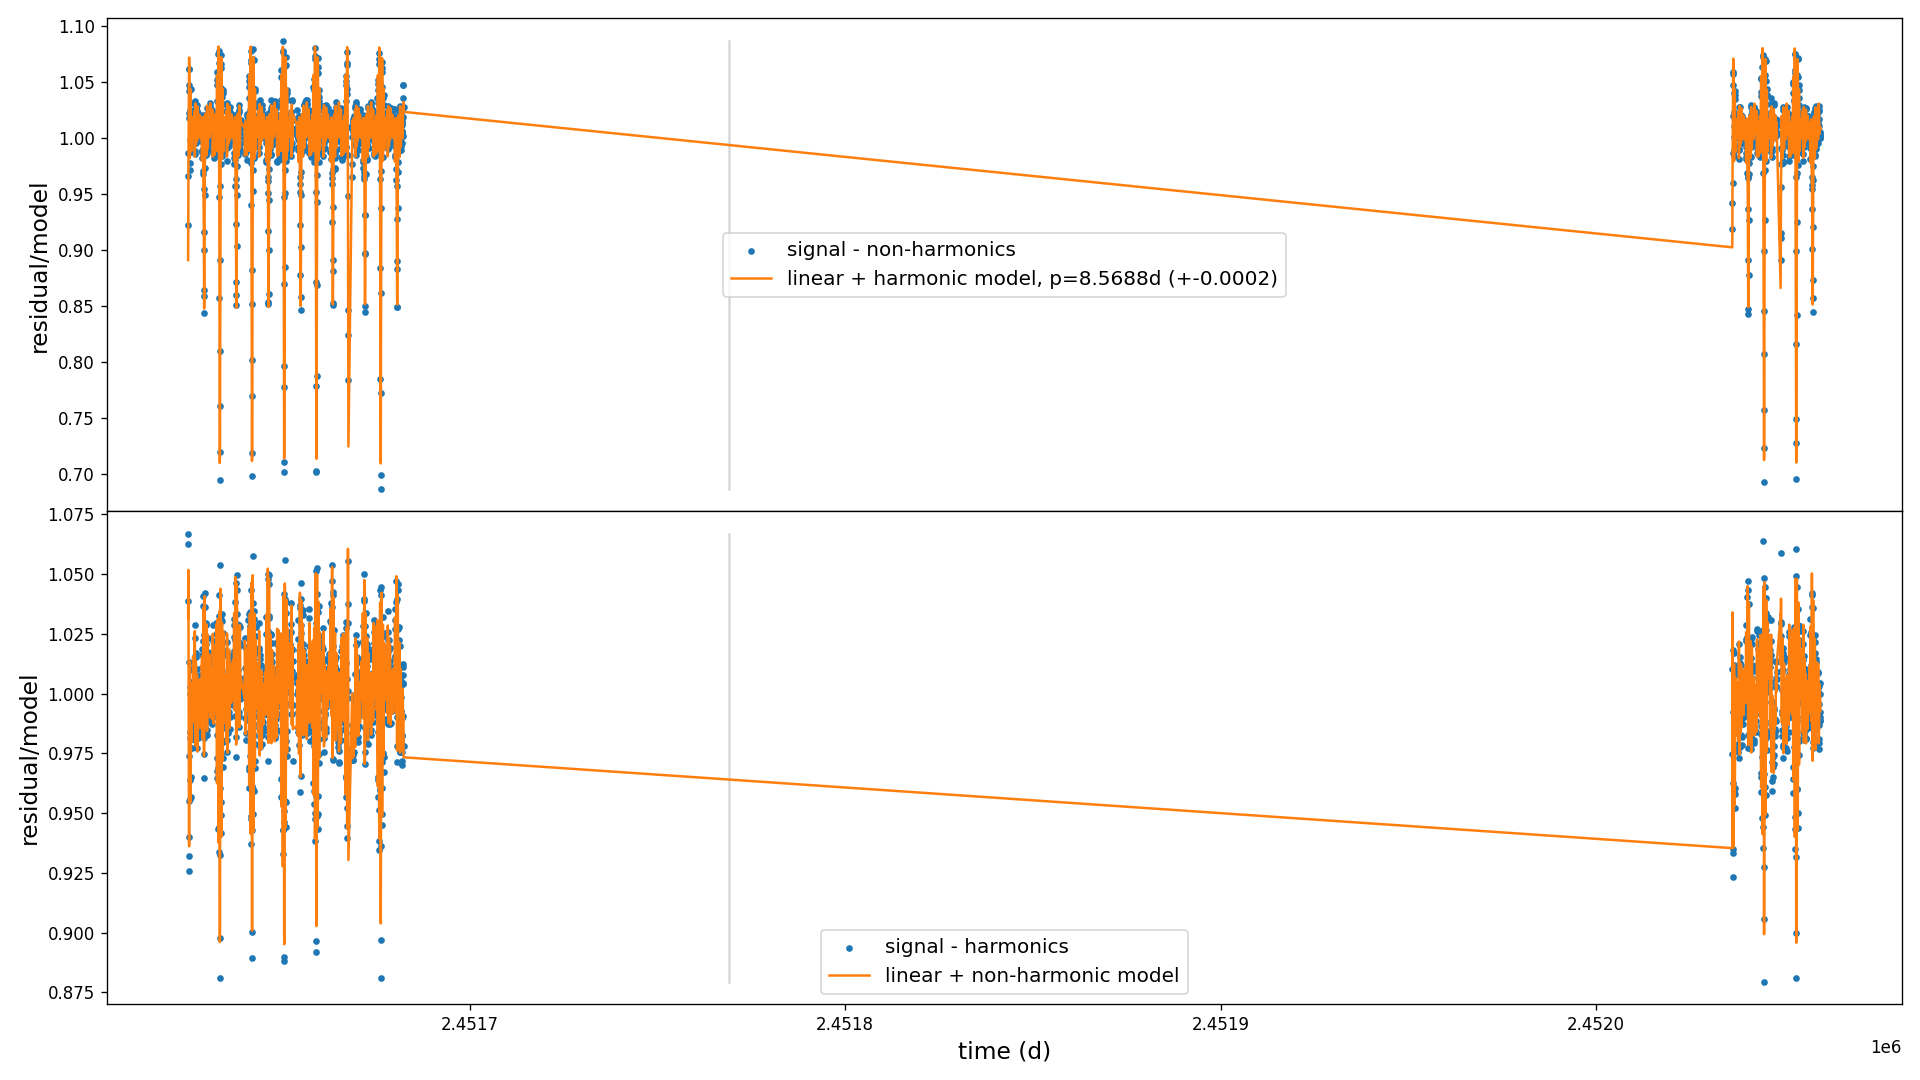 1.10
1.05
1.00
0.95
0.90
0.85
0.80
0.75
0.70
residual/model
signal - non-harmonics
linear + harmonic model, p=8.5688d (+-0.0002)
1.075
1.050
1.025
1.000
0.975
0.950
0.925
0.900
0.875
residual/model
signal - harmonics
linear + non-harmonic model
2.4517
2.4518
2.4519
2.4520
time (d)
1e6